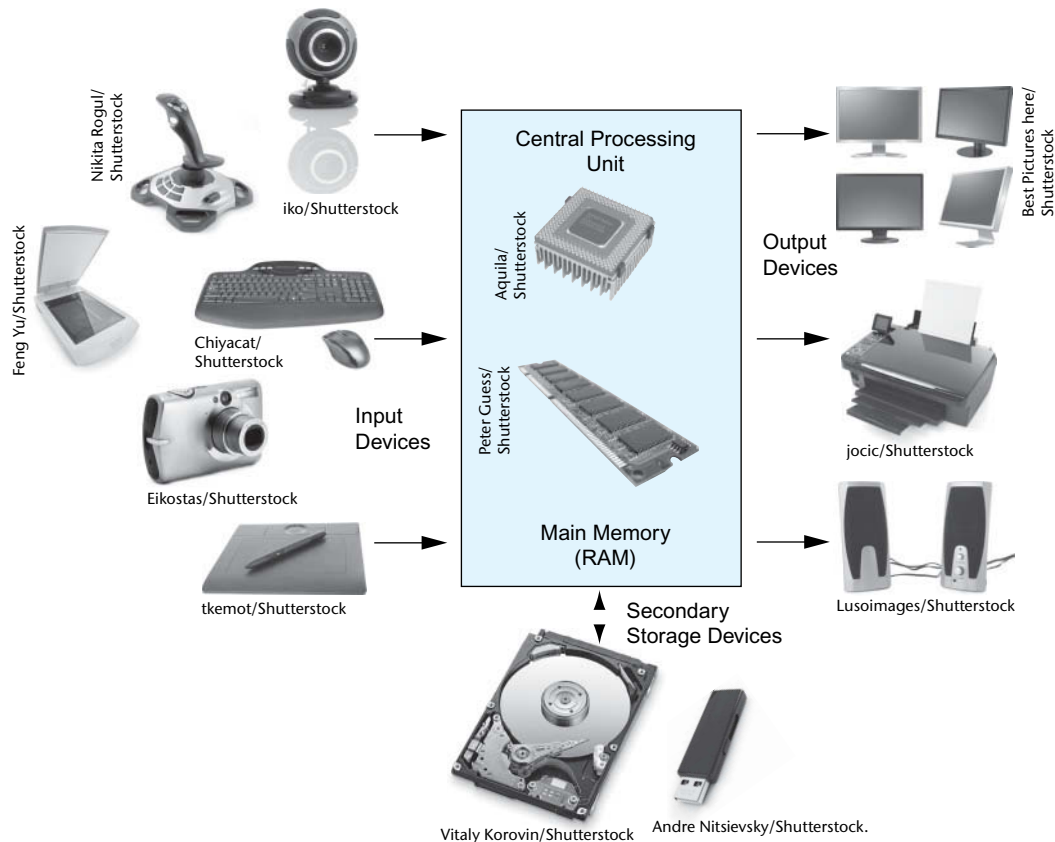 Nikita Rogul/
Shutterstock
iko/Shutterstock
Feng Yu/Shutterstock
Chiyacat/
Shutterstock
Input
Devices
Eikostas/Shutterstock
tkemot/Shutterstock
Central Processing
Unit
Aquila/
Shutterstock
Peter Guess/
Shutterstock
Main Memory
(RAM)
Best Pictures here/
Shutterstock
Output
Devices
jocic/Shutterstock
Lusoimages/Shutterstock
Secondary
Storage Devices
Vitaly Korovin/Shutterstock
Andre Nitsievsky/Shutterstock.